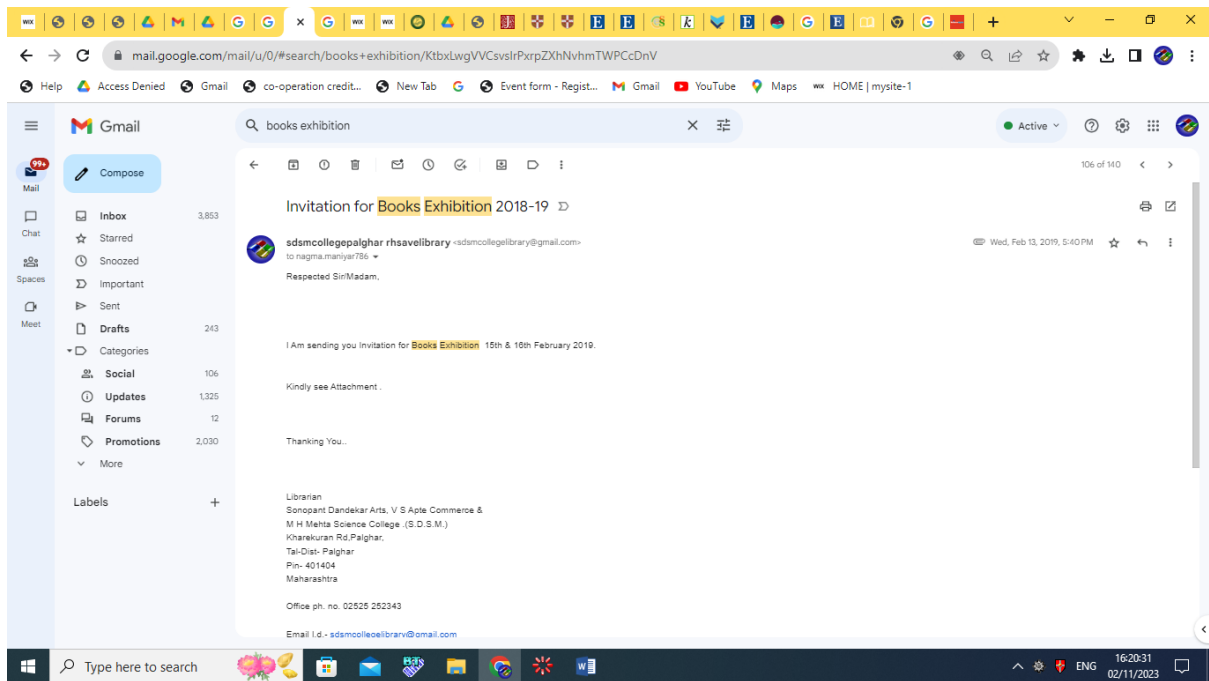 mail.google.com/mail/u/0/#search/books+exhibition/KtbxLwgVVCsvslrPxrpZXhNvhmTWPCcDnV
Help Access Denied Gmail co-operation credit... New Tab Event form - Regist... Gmail YouTube Maps HOME | mysite-1
Gmail
books exhibition
Active
99+
Mail
Chat
Spaces
Meet
Compose
Inbox 3,853
Starred
Snoozed
Important
Sent
Drafts 243
Categories
Social 106
Updates 1,325
Forums 12
Promotions 2,030
More
Labels
106 of 140
Invitation for Books Exhibition 2018-19
sdsmcollegepalghar rhsavelibrary <sdsmcollegelibrary@gmail.com>
Wed, Feb 13, 2019, 5:40 PM
to nagma.maniyar786
Respected Sir/Madam,
I Am sending you Invitation for Books Exhibition 15th & 16th February 2019.
Kindly see Attachment .
Thanking You..
Librarian
Sonopant Dandekar Arts, V S Apte Commerce &
M H Mehta Science College .(S.D.S.M.)
Kharekuran Rd,Palghar,
Tal-Dist- Palghar
Pin- 401404
Maharashtra
Office ph. no. 02525 252343
Email I.d.- sdsmcollegelibrary@gmail.com
Type here to search
ENG
16:20:31
02/11/2023